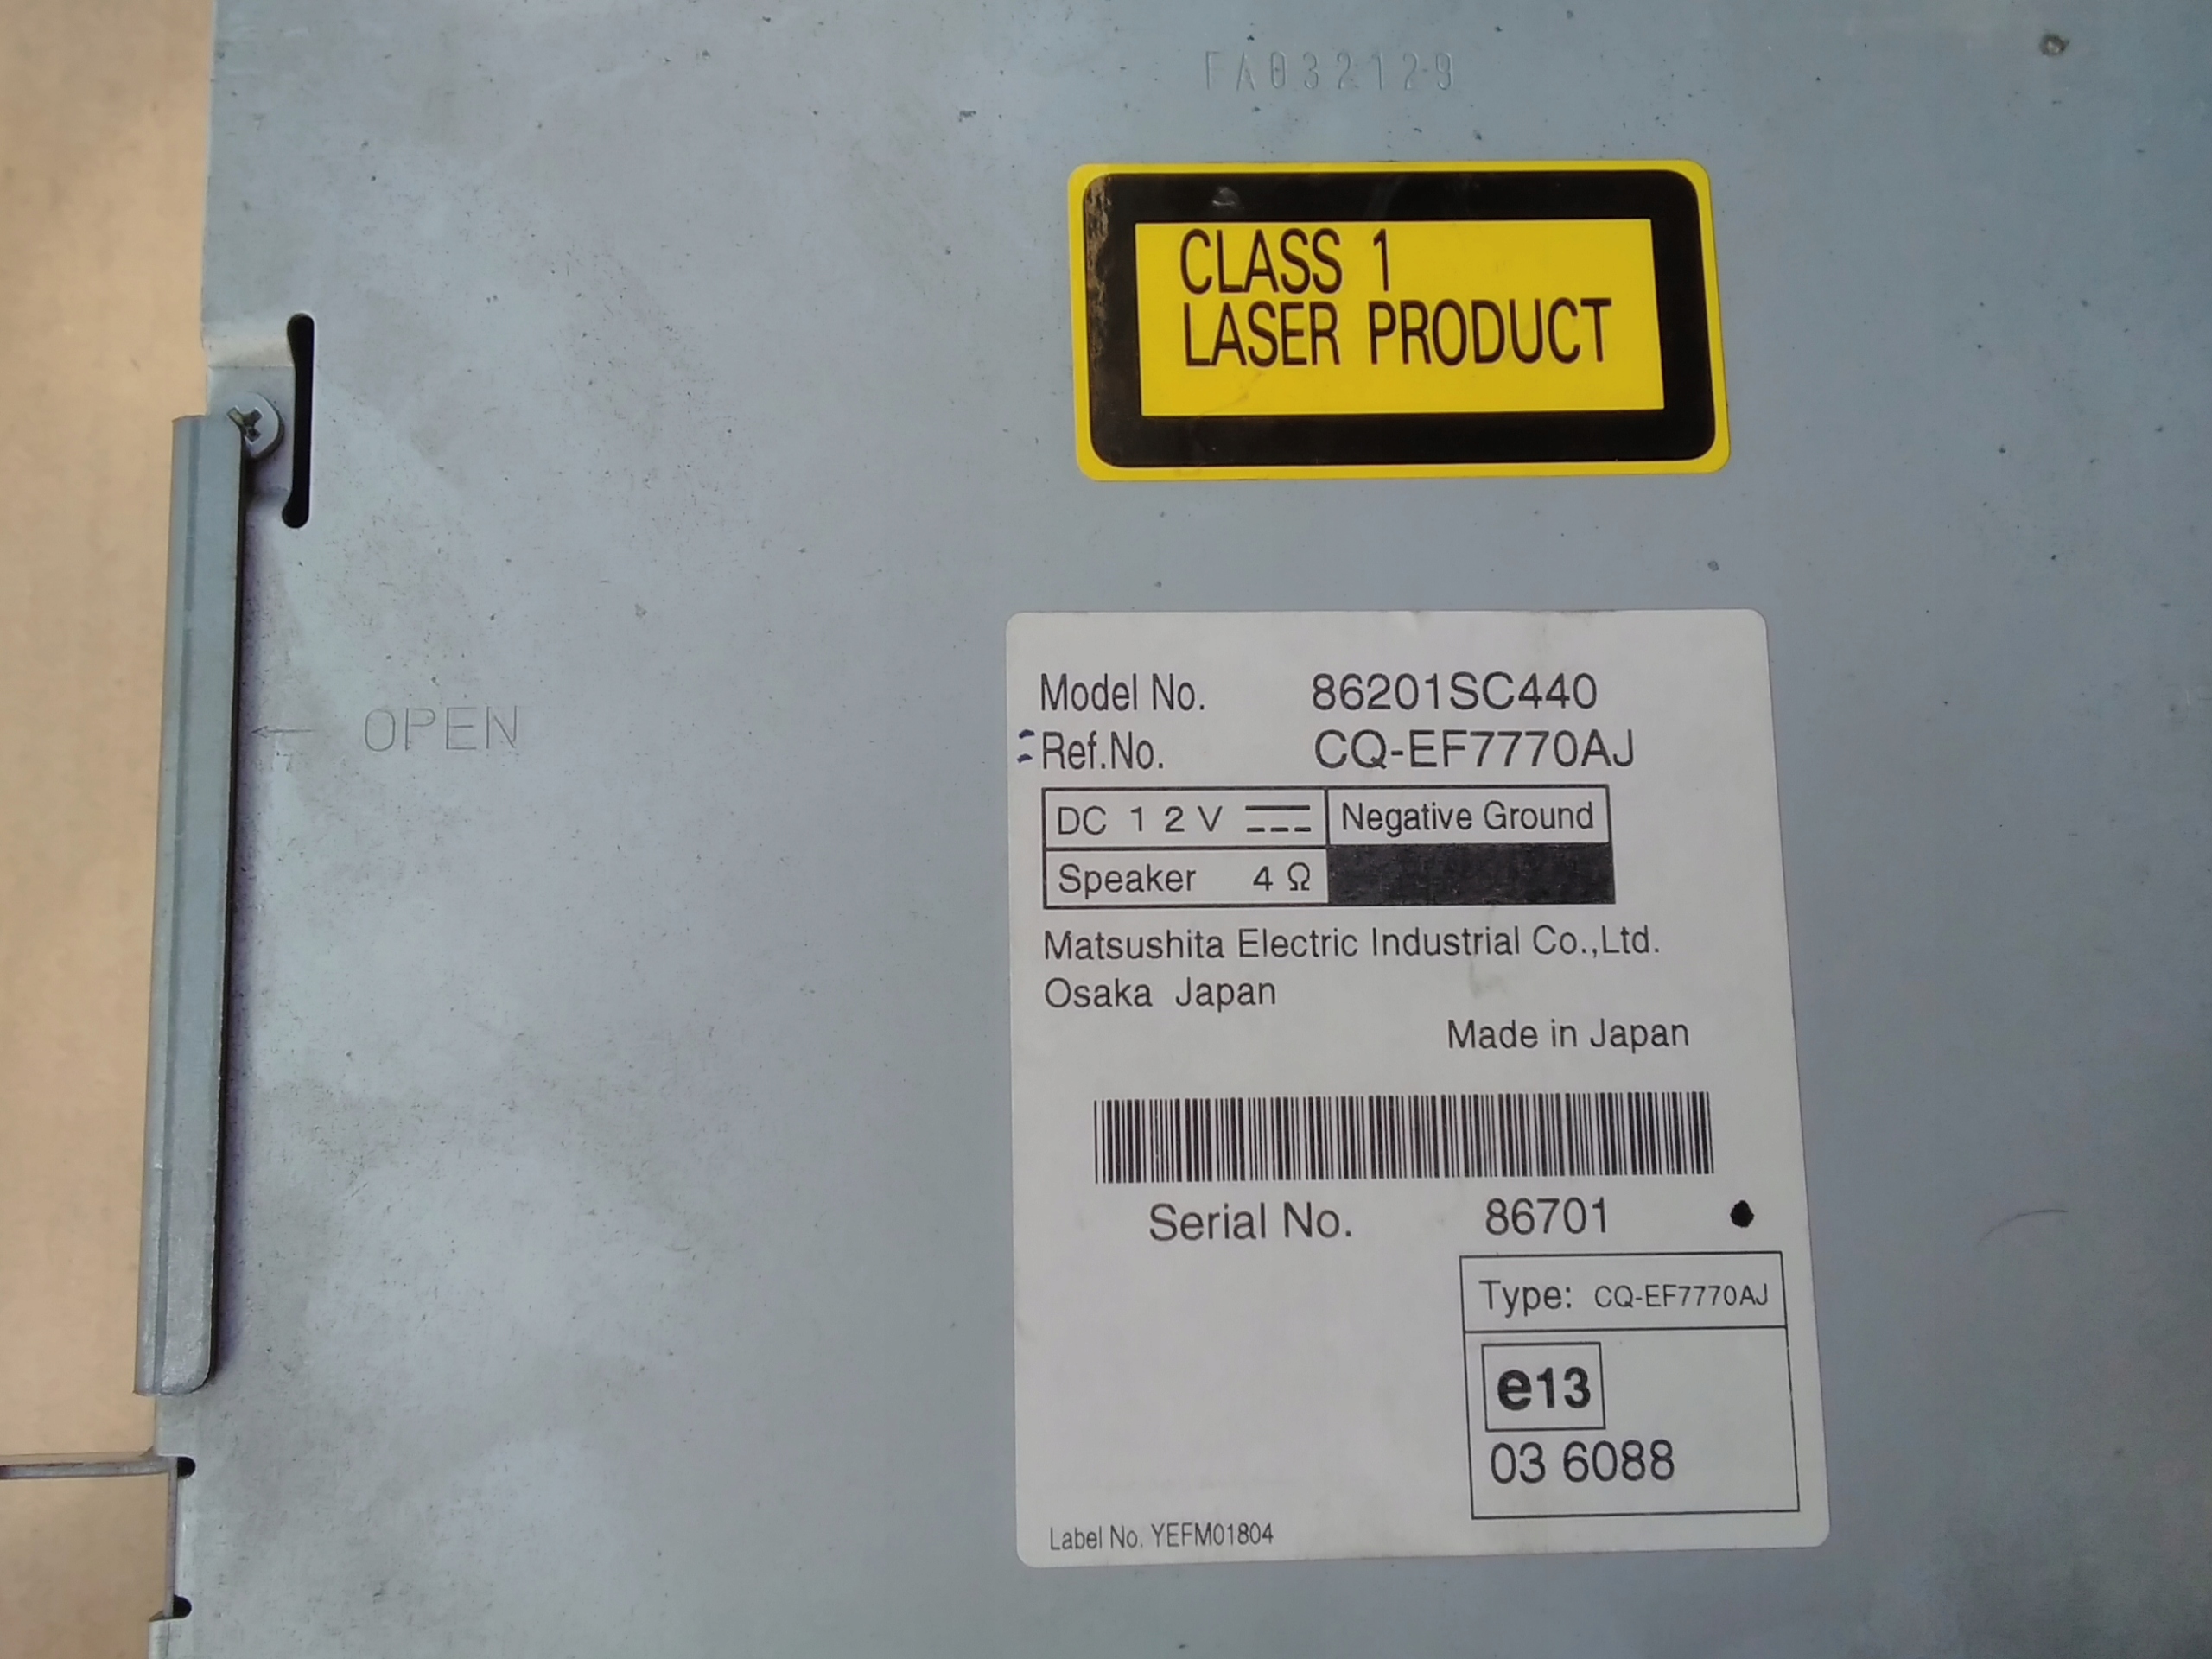 FA032129
CLASS 1
LASER PRODUCT
OPEN
Model No. 86201SC440
Ref.No. CQ-EF7770AJ
DC 12V Negative Ground
Speaker 4 Ω
Matsushita Electric Industrial Co.,Ltd.
Osaka Japan
Made in Japan
Serial No. 86701
Type: CQ-EF7770AJ
e13
03 6088
Label No. YEFM01804